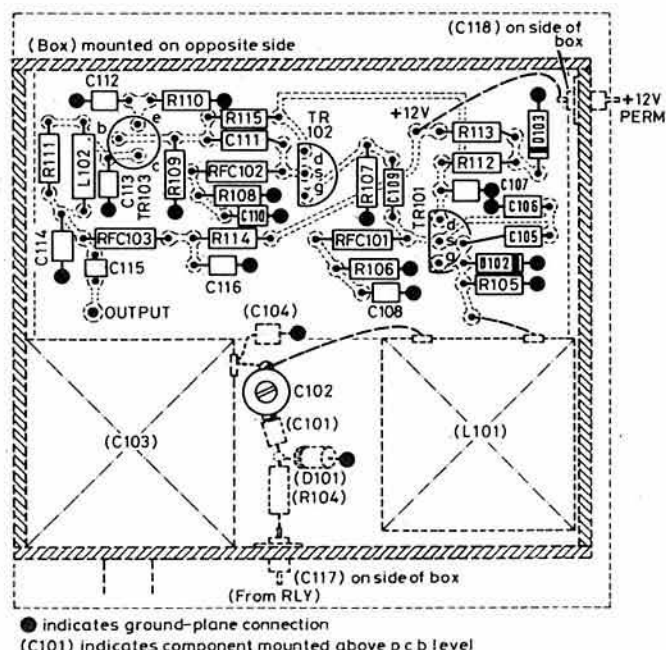 (Box) mounted on opposite side
(C118) on side of
box
C112
R110
R115
TR
102
+12V
+12V
PERM
R113
D103
R111
L102
b
e
c
C113
TR103
R109
C111
RFC102
R108
C110
d
s
g
R107
C109
R112
C107
C106
TR101
d
s
g
C105
C114
RFC103
R114
RFC101
D102
R105
C115
C116
R106
C108
OUTPUT
(C104)
C102
(C101)
(C103)
(L101)
(D101)
(R104)
(C117) on side of box
(From RLY)
indicates ground-plane connection
(C101) indicates component mounted above p c b level